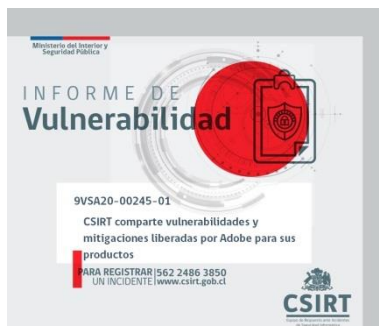 Ministerio del Interior y
Seguridad Pública
INFORME DE
Vulnerabilidad
9VSA20-00245-01
CSIRT comparte vulnerabilidades y
mitigaciones liberadas por Adobe para sus
productos
PARA REGISTRAR | 562 2486 3850
UN INCIDENTE | www.csirt.gob.cl
CSIRT